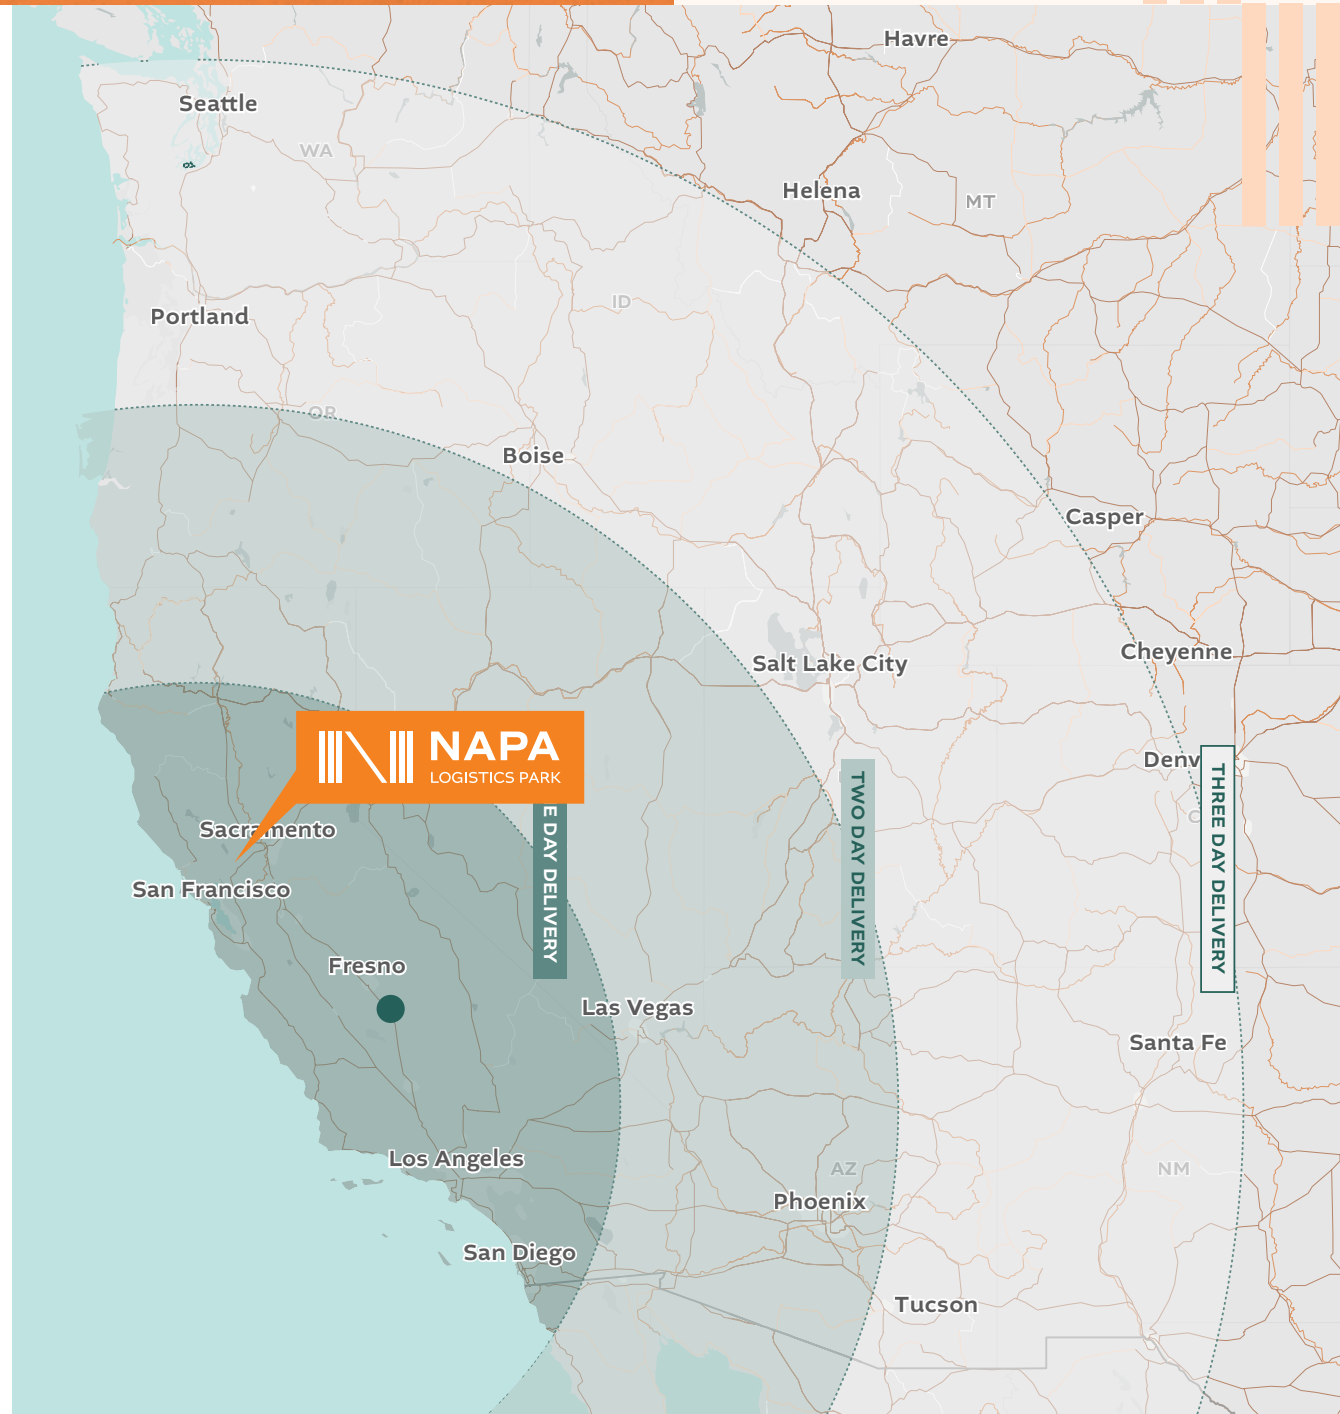 Havre
Seattle
WA
Helena
MT
ID
Portland
OR
Boise
Casper
Cheyenne
Salt Lake City
NAPA
LOGISTICS PARK
Denv
C
Sacramento
San Francisco
E DAY DELIVERY
TWO DAY DELIVERY
THREE DAY DELIVERY
Fresno
Las Vegas
Santa Fe
Los Angeles
AZ
NM
Phoenix
San Diego
Tucson